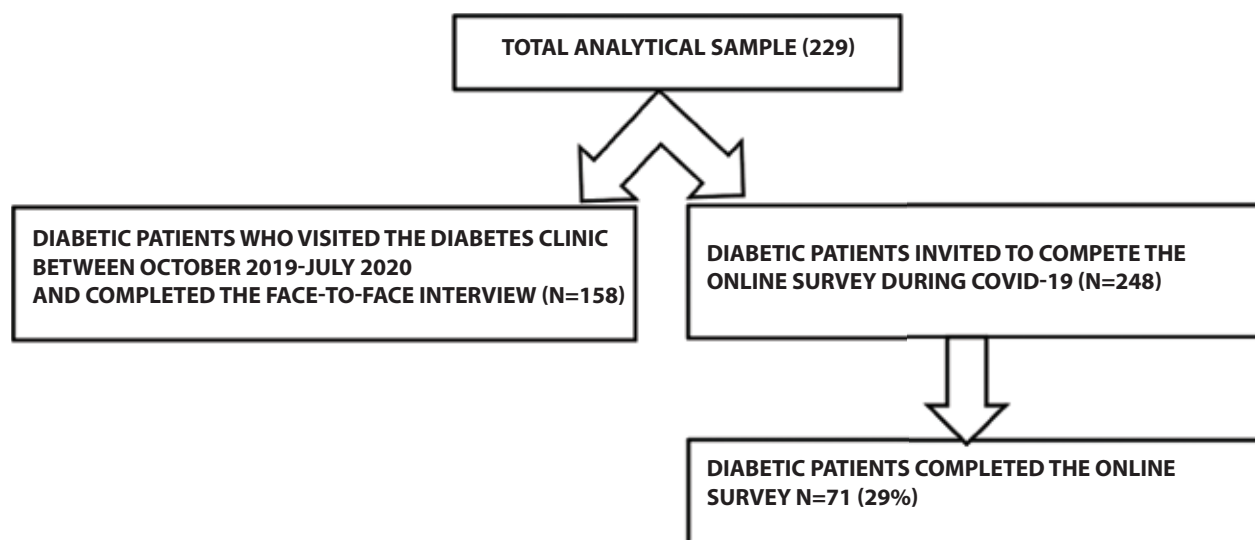 TOTAL ANALYTICAL SAMPLE (229)
DIABETIC PATIENTS WHO VISITED THE DIABETES CLINIC
BETWEEN OCTOBER 2019-JULY 2020
AND COMPLETED THE FACE-TO-FACE INTERVIEW (N=158)
DIABETIC PATIENTS INVITED TO COMPETE THE
ONLINE SURVEY DURING COVID-19 (N=248)
DIABETIC PATIENTS COMPLETED THE ONLINE
SURVEY N=71 (29%)